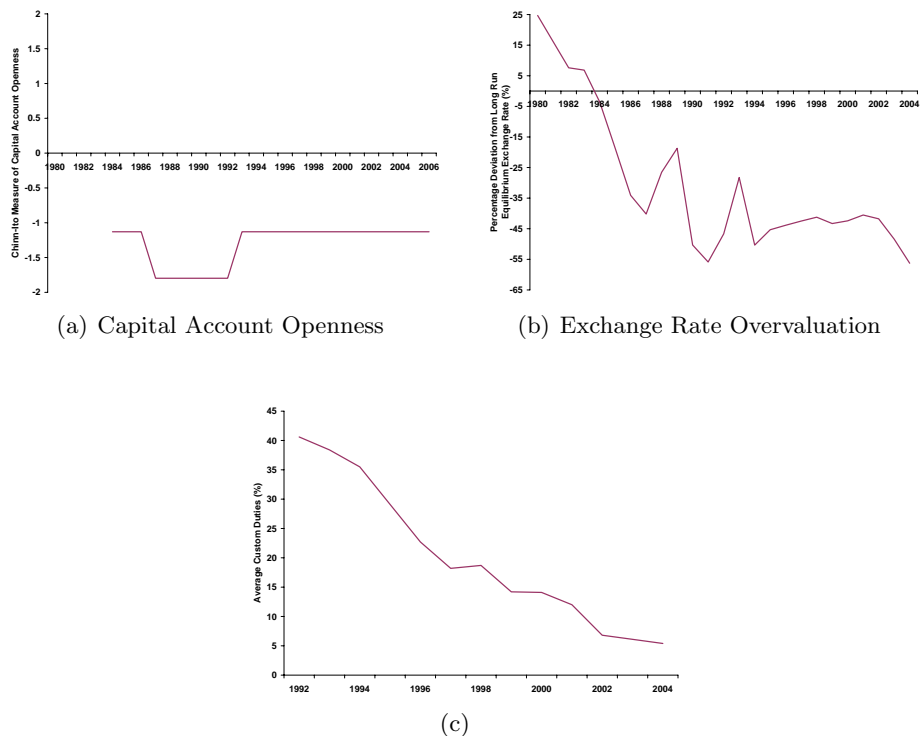 Chinn-Ito Measure of Capital Account Openness
2
1.5
1
0.5
0
-0.5
-1
-1.5
-2
1980 1982 1984 1986 1988 1990 1992 1994 1996 1998 2000 2002 2004 2006
(a) Capital Account Openness
Percentage Deviation from Long Run
Equilibrium Exchange Rate (%)
25
15
5
-5
-15
-25
-35
-45
-55
-65
1980 1982 1984 1986 1988 1990 1992 1994 1996 1998 2000 2002 2004
(b) Exchange Rate Overvaluation
Average Custom Duties (%)
45
40
35
30
25
20
15
10
5
0
1992 1994 1996 1998 2000 2002 2004
(c)